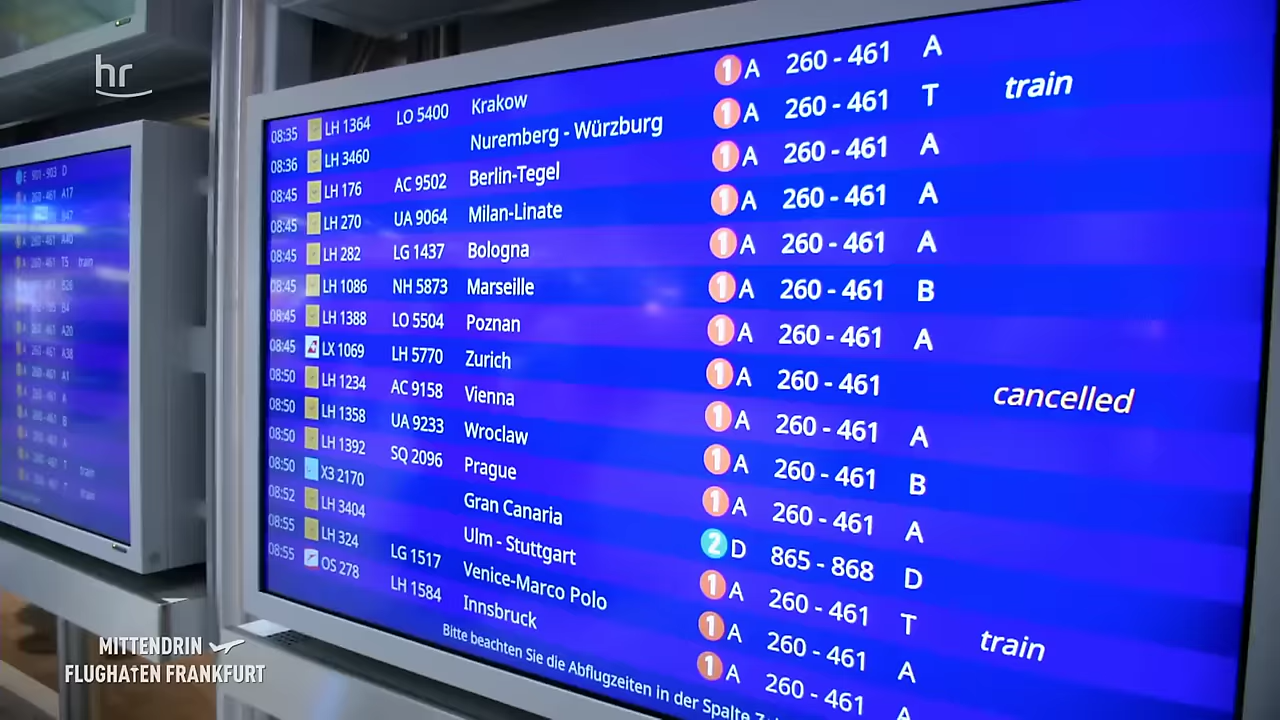 hr
08:35 LH 1364 LO 5400 Krakow 1 A 260 - 461 A
08:36 LH 3460 Nuremberg - Würzburg 1 A 260 - 461 T train
08:45 LH 176 AC 9502 Berlin-Tegel 1 A 260 - 461 A
08:45 LH 270 UA 9064 Milan-Linate 1 A 260 - 461 A
08:45 LH 282 LG 1437 Bologna 1 A 260 - 461 A
08:45 LH 1086 NH 5873 Marseille 1 A 260 - 461 B
08:45 LH 1388 LO 5504 Poznan 1 A 260 - 461 A
08:45 LX 1069 LH 5770 Zurich 1 A 260 - 461 cancelled
08:50 LH 1234 AC 9158 Vienna 1 A 260 - 461 A
08:50 LH 1358 UA 9233 Wroclaw 1 A 260 - 461 B
08:50 LH 1392 SQ 2096 Prague 1 A 260 - 461 A
08:50 X3 2170 Gran Canaria 2 D 865 - 868 D
08:52 LH 3404 Ulm - Stuttgart 1 A 260 - 461 T train
08:55 LH 324 LG 1517 Venice-Marco Polo 1 A 260 - 461 A
08:55 OS 278 LH 1584 Innsbruck 1 A 260 - 461 A
Bitte beachten Sie die Abflugzeiten in der Spalte
MITTENDRIN
FLUGHAFEN FRANKFURT